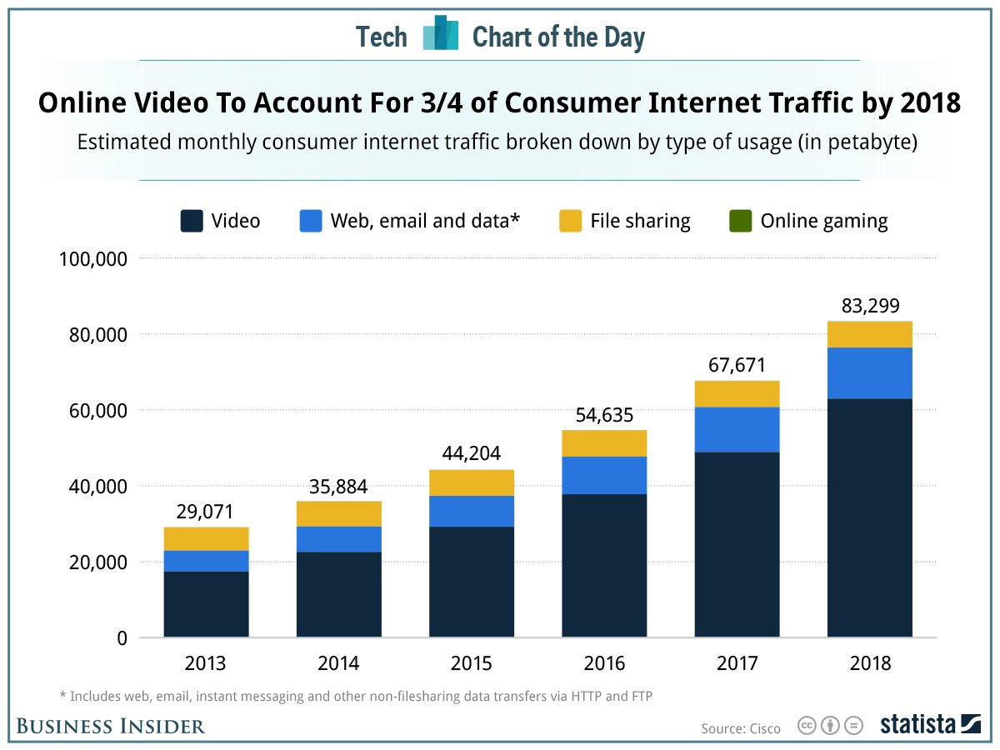 Tech Chart of the Day
Online Video To Account For 3/4 of Consumer Internet Traffic by 2018
Estimated monthly consumer internet traffic broken down by type of usage (in petabyte)
Video Web, email and data* File sharing Online gaming
100,000
83,299
80,000
67,671
60,000
54,635
44,204
40,000
35,884
29,071
20,000
0
2013 2014 2015 2016 2017 2018
* Includes web, email, instant messaging and other non-filesharing data transfers via HTTP and FTP
BUSINESS INSIDER
Source: Cisco
cc
statista